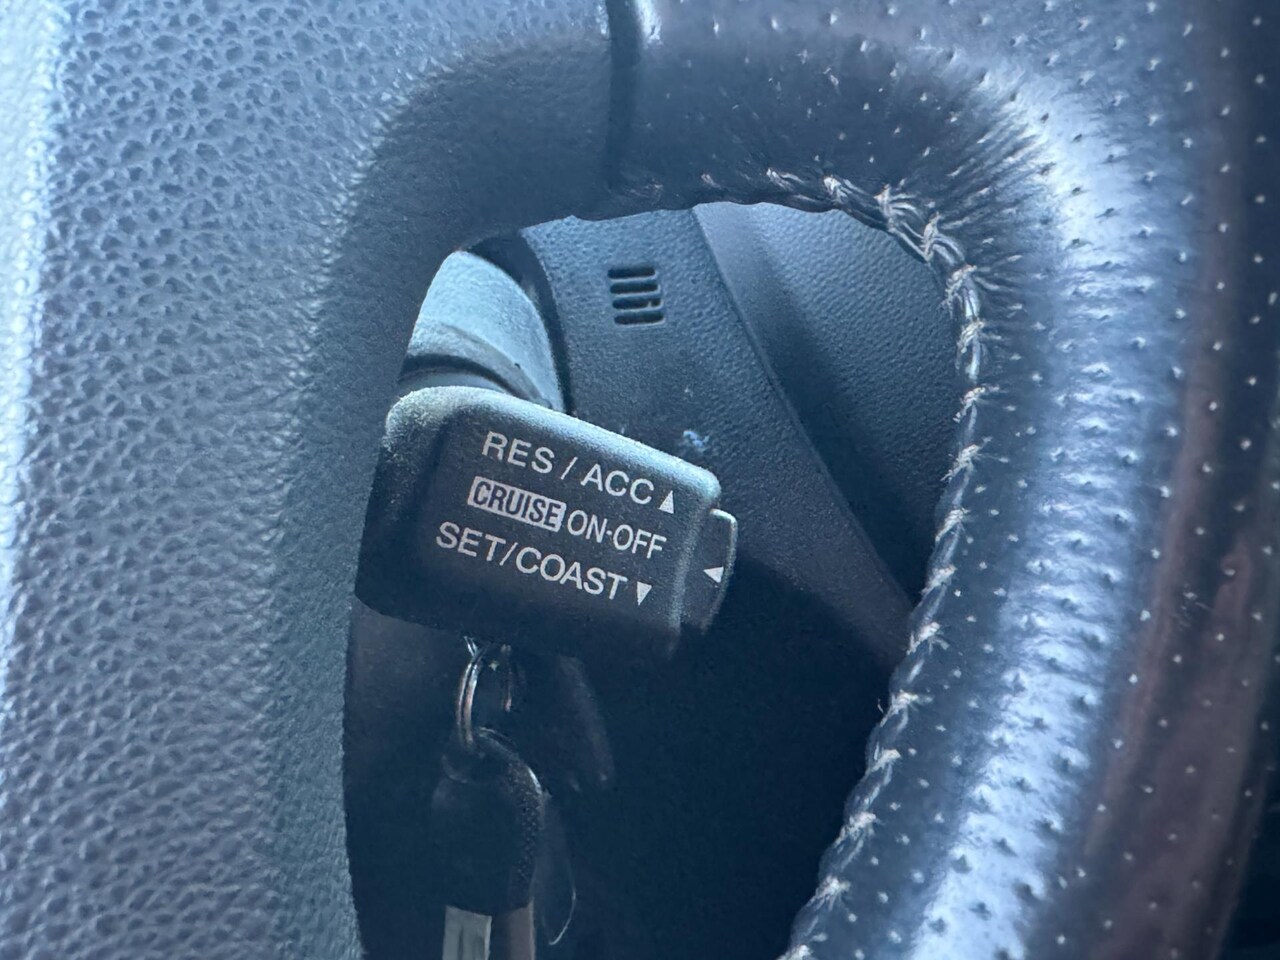 RES / ACC▲
CRUISE ON·OFF
SET/COAST▼